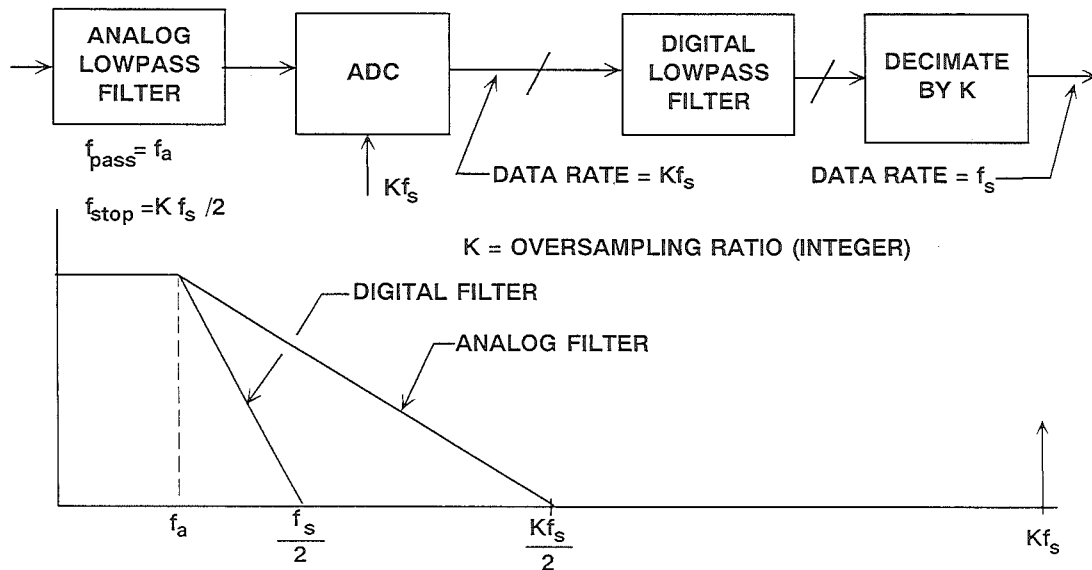 ANALOG
LOWPASS
FILTER
ADC
DIGITAL
LOWPASS
FILTER
DECIMATE
BY K
f_pass = f_a
f_stop = K f_s /2
Kf_s
DATA RATE = Kf_s
DATA RATE = f_s
K = OVERSAMPLING RATIO (INTEGER)
DIGITAL FILTER
ANALOG FILTER
f_a
f_s
2
Kf_s
2
Kf_s